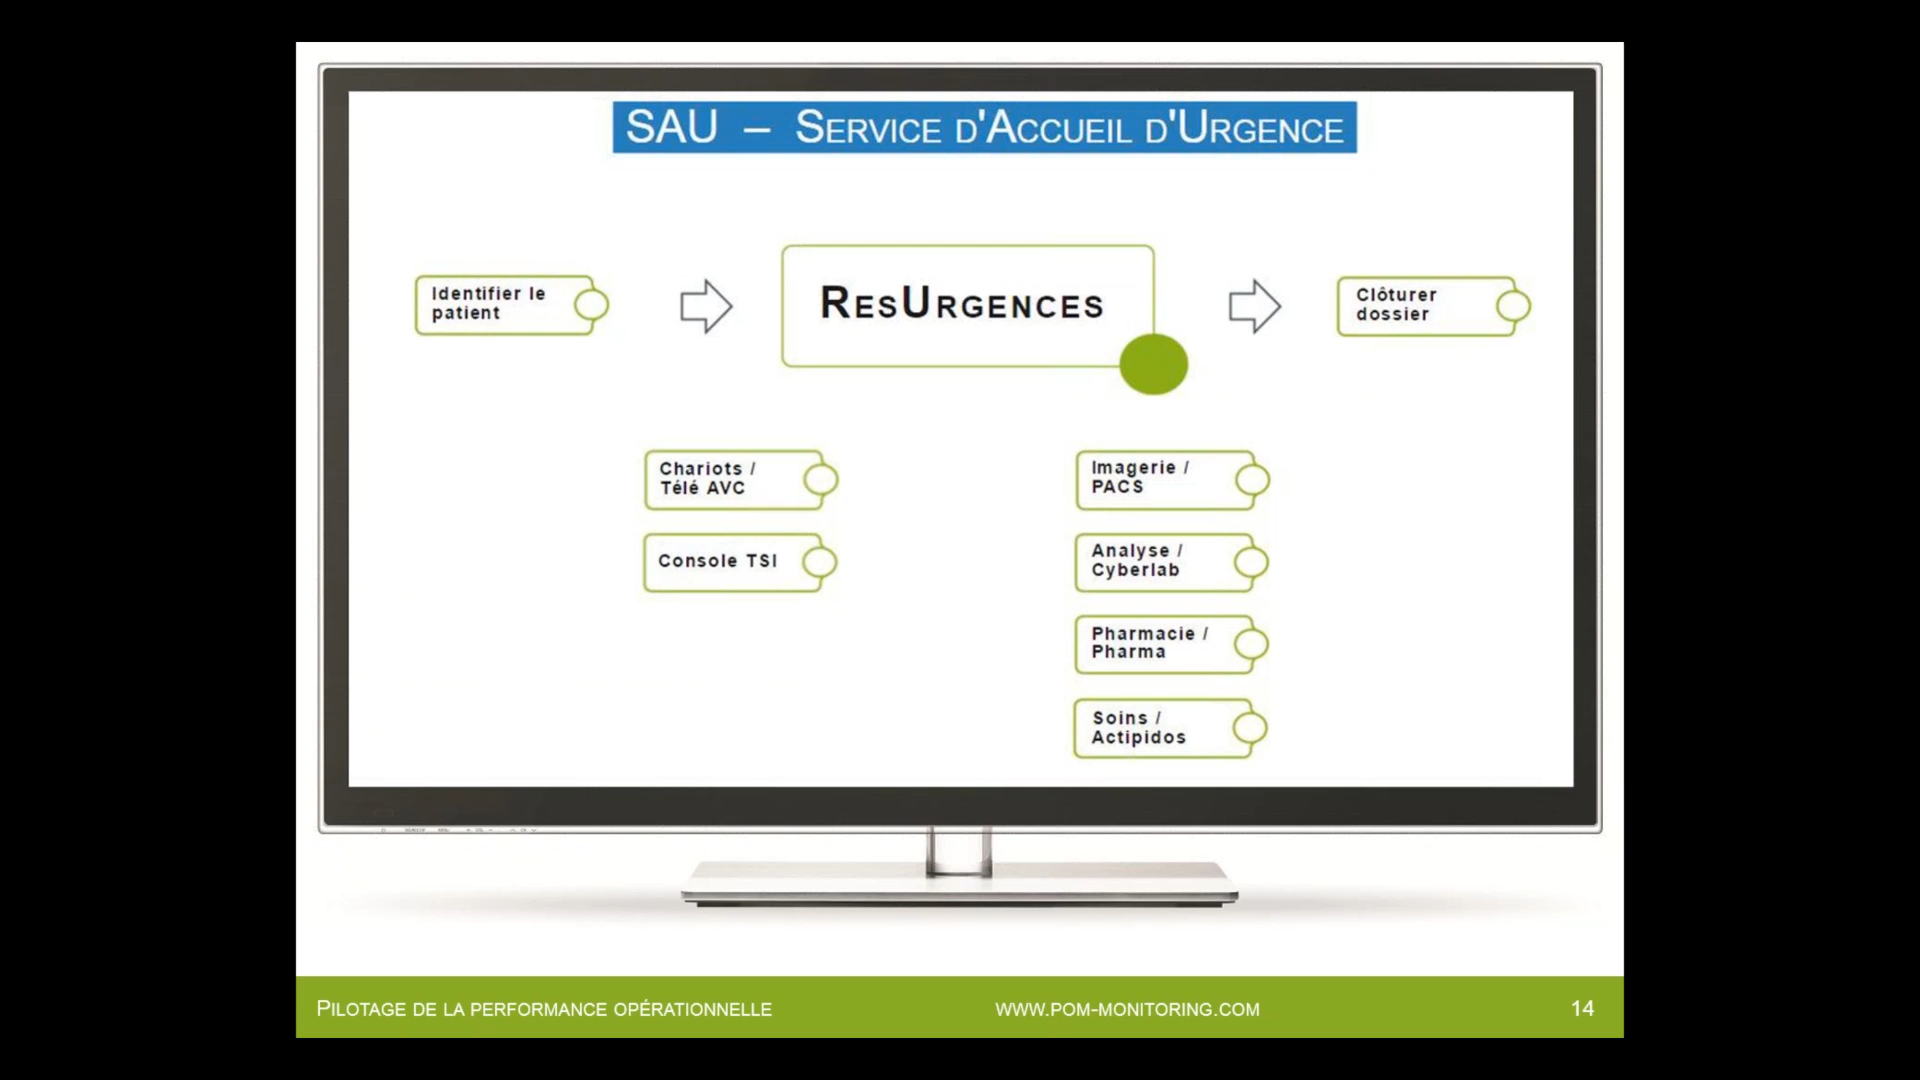 SAU – Service d'Accueil d'Urgence
Identifier le
patient
ResUrgences
Clôturer
dossier
Chariots /
Télé AVC
Console TSI
Imagerie /
PACS
Analyse /
Cyberlab
Pharmacie /
Pharma
Soins /
Actipidos
Pilotage de la performance opérationnelle
www.pom-monitoring.com
14